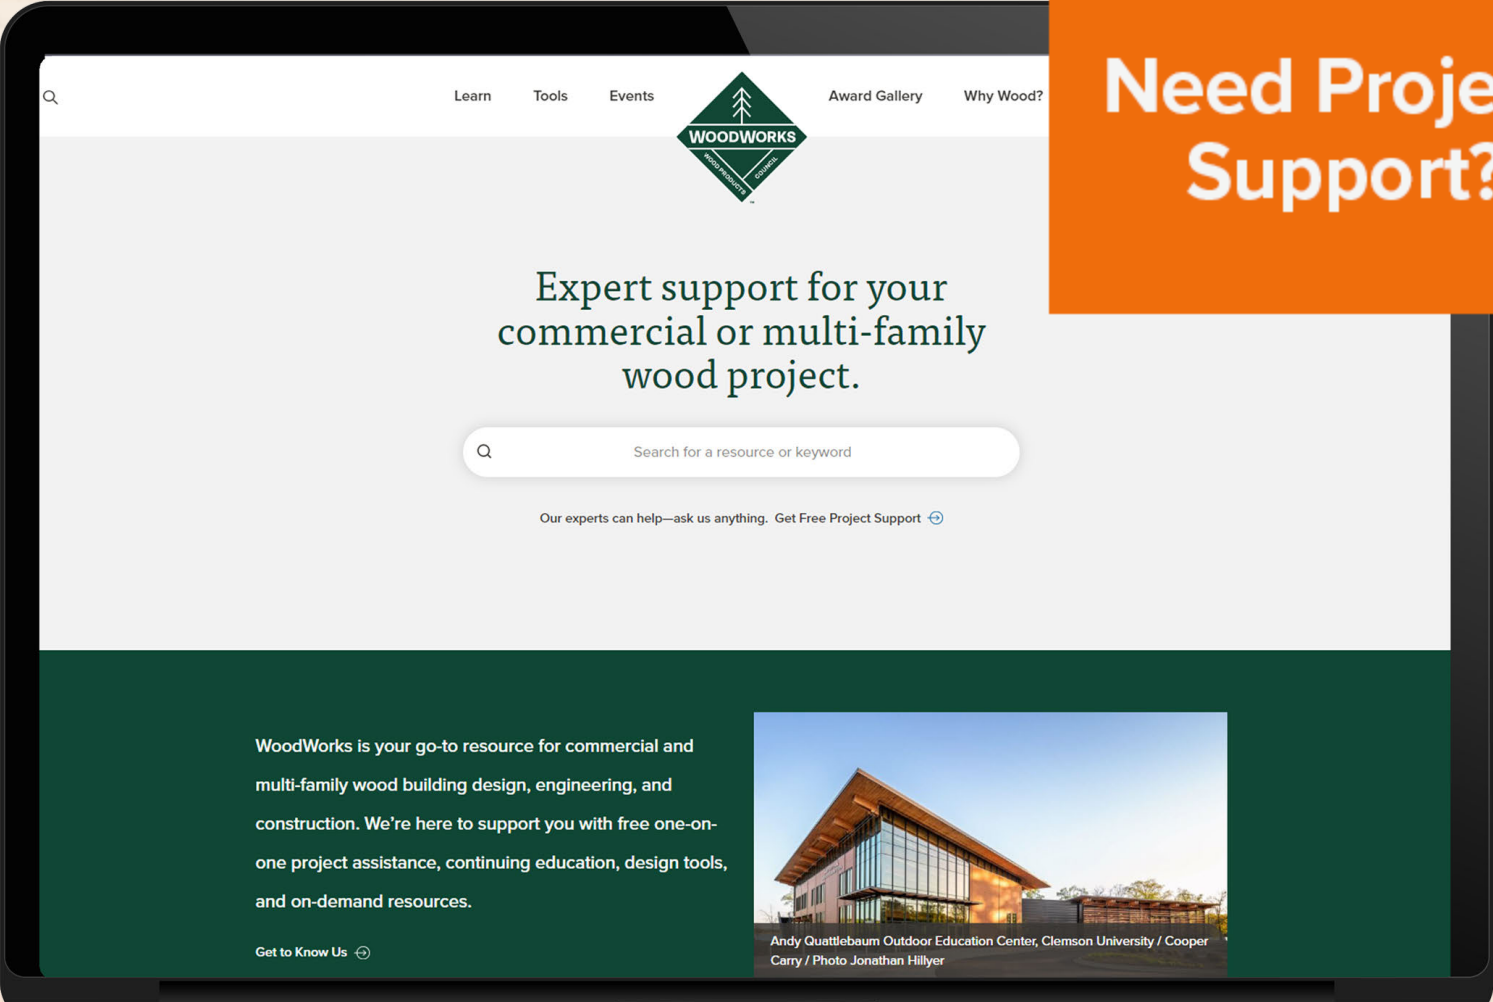 Learn Tools Events Award Gallery Why Wood?
WOODWORKS
WOOD PRODUCTS COUNCIL
™
Need Proje
Support?
Expert support for your
commercial or multi-family
wood project.
Search for a resource or keyword
Our experts can help—ask us anything. Get Free Project Support
WoodWorks is your go-to resource for commercial and
multi-family wood building design, engineering, and
construction. We’re here to support you with free one-on-
one project assistance, continuing education, design tools,
and on-demand resources.
Get to Know Us
Andy Quattlebaum Outdoor Education Center, Clemson University / Cooper
Carry / Photo Jonathan Hillyer